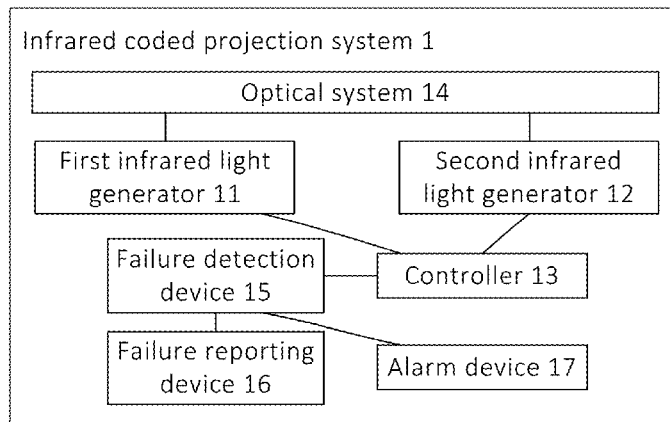 Infrared coded projection system 1
Optical system 14
First infrared light
generator 11
Second infrared
light generator 12
Failure detection
device 15
Controller 13
Failure reporting
device 16
Alarm device 17